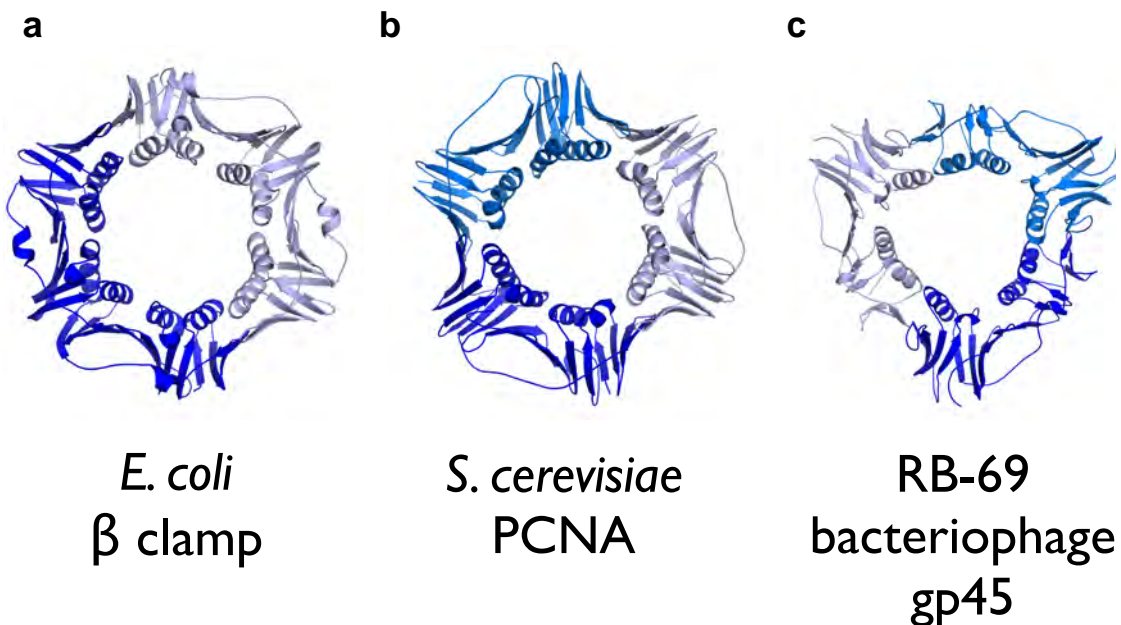 a
b
c
E. coli
β clamp
S. cerevisiae
PCNA
RB-69
bacteriophage
gp45